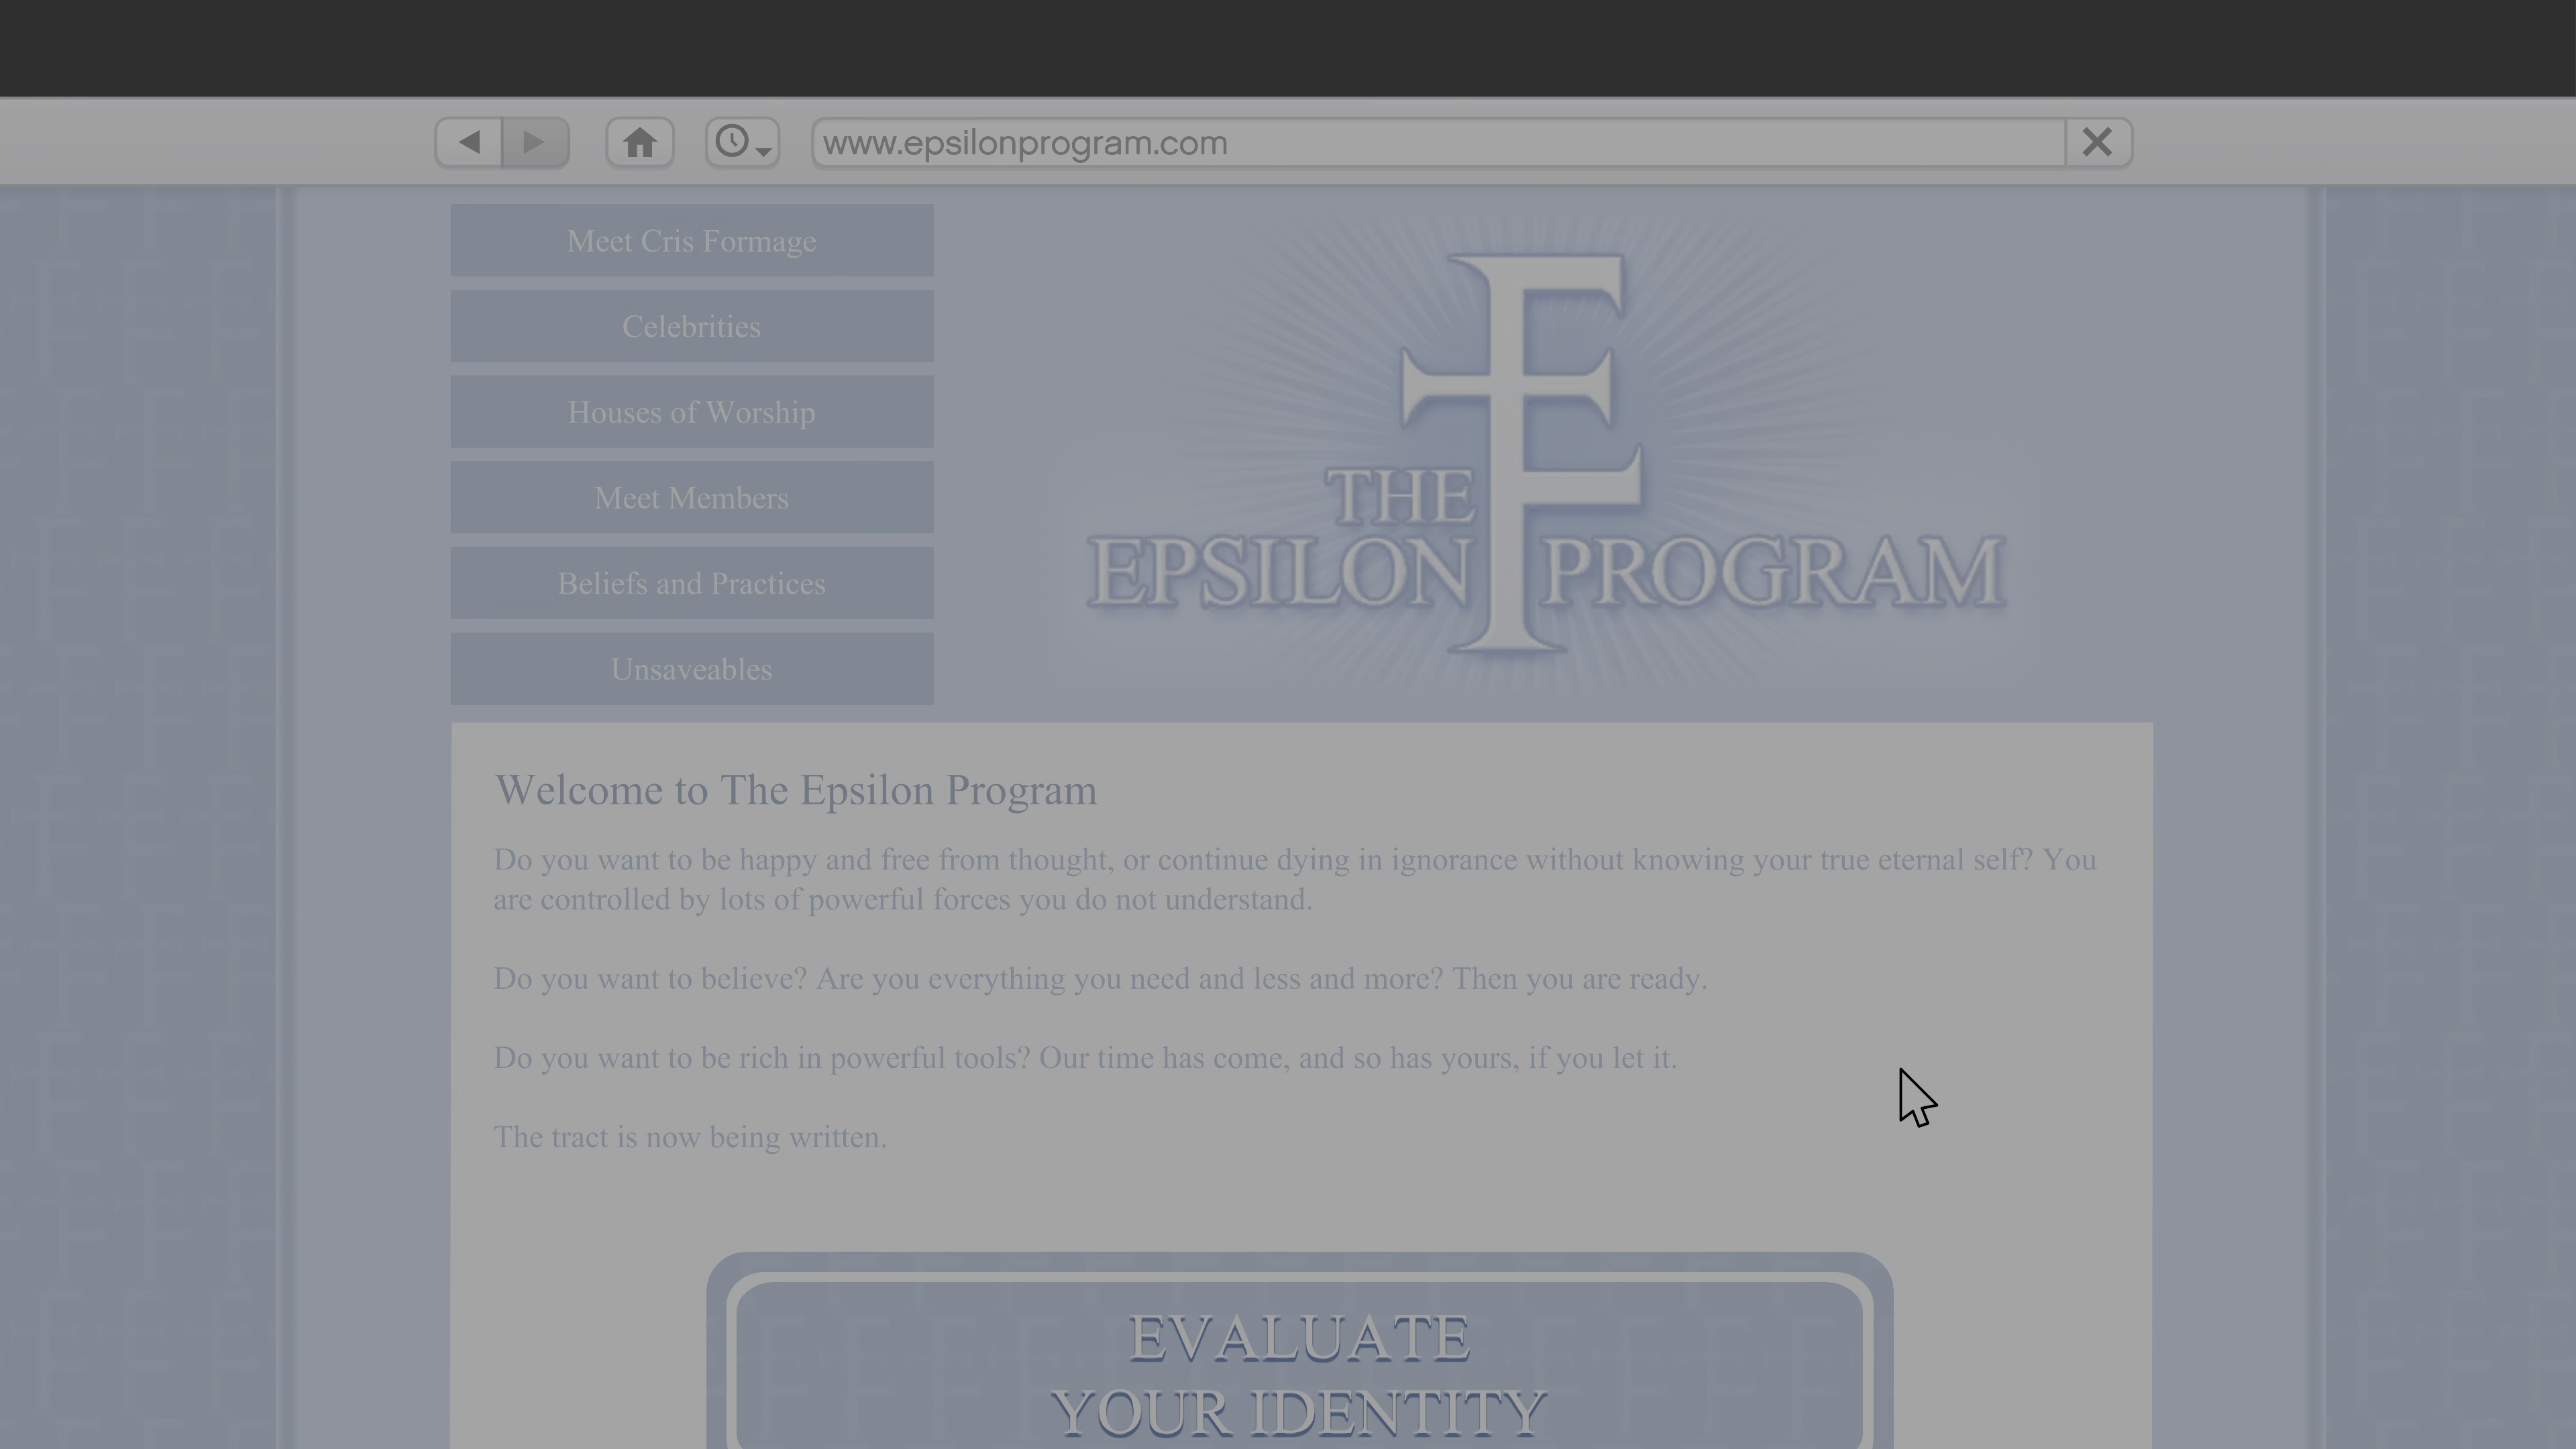 www.epsilonprogram.com
Meet Cris Formage
Celebrities
Houses of Worship
Meet Members
Beliefs and Practices
Unsaveables
THE
EPSILON PROGRAM
Welcome to The Epsilon Program
Do you want to be happy and free from thought, or continue dying in ignorance without knowing your true eternal self? You
are controlled by lots of powerful forces you do not understand.
Do you want to believe? Are you everything you need and less and more? Then you are ready.
Do you want to be rich in powerful tools? Our time has come, and so has yours, if you let it.
The tract is now being written.
EVALUATE
YOUR IDENTITY